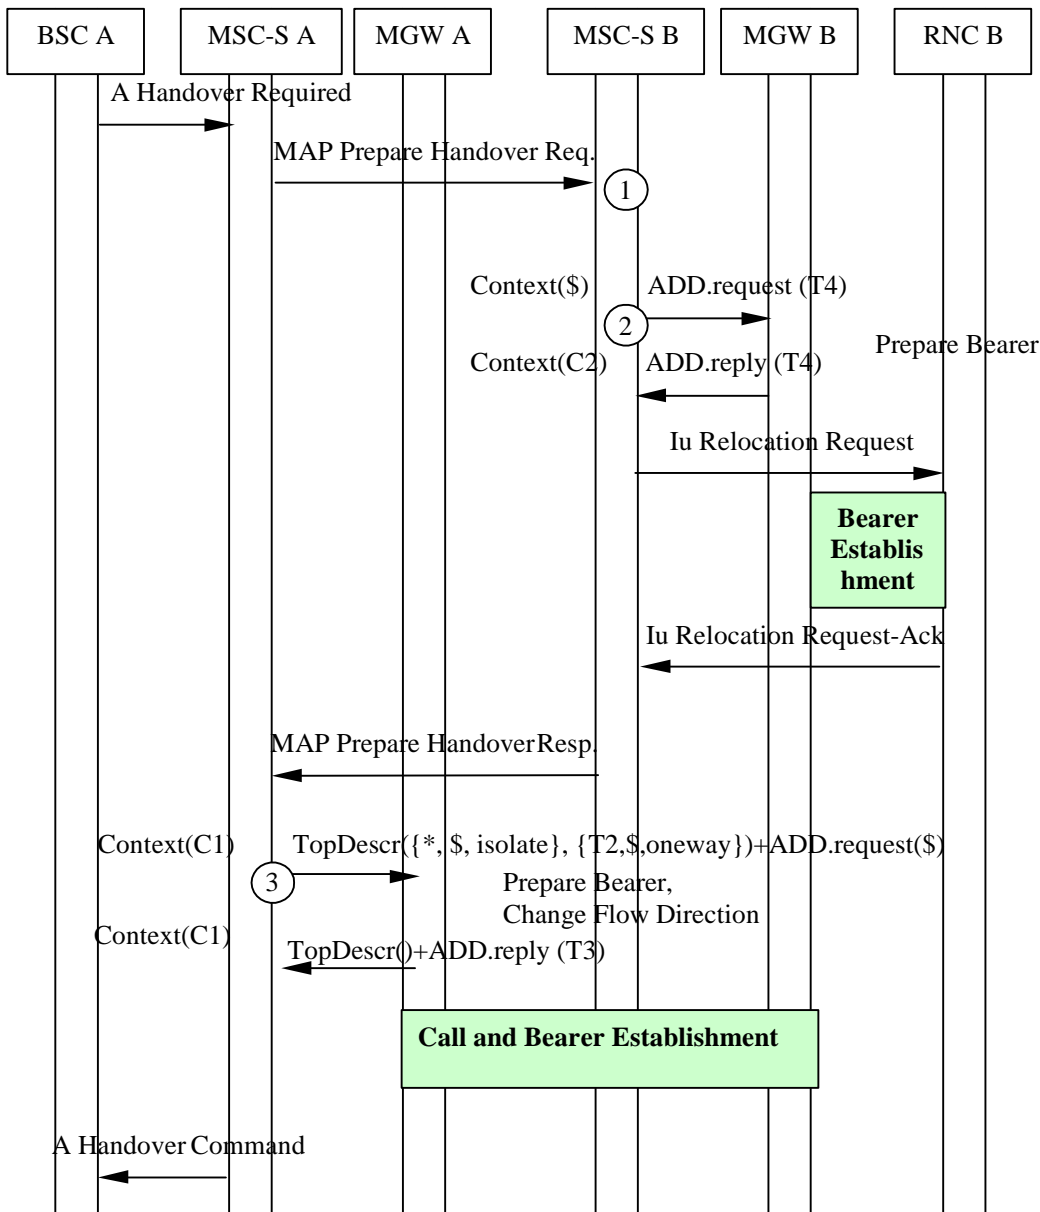 BSC A
MSC-S A
MGW A
MSC-S B
MGW B
RNC B
A Handover Required
MAP Prepare Handover Req.
1
Context($)
ADD.request (T4)
2
Prepare Bearer
Context(C2)
ADD.reply (T4)
Iu Relocation Request
Bearer
Establis
hment
Iu Relocation Request-Ack
MAP Prepare Handover Resp.
Context(C1)
TopDescr({*, $, isolate}, {T2,$,oneway})+ADD.request($)
3
Prepare Bearer,
Change Flow Direction
Context(C1)
TopDescr()+ADD.reply (T3)
Call and Bearer Establishment
A Handover Command